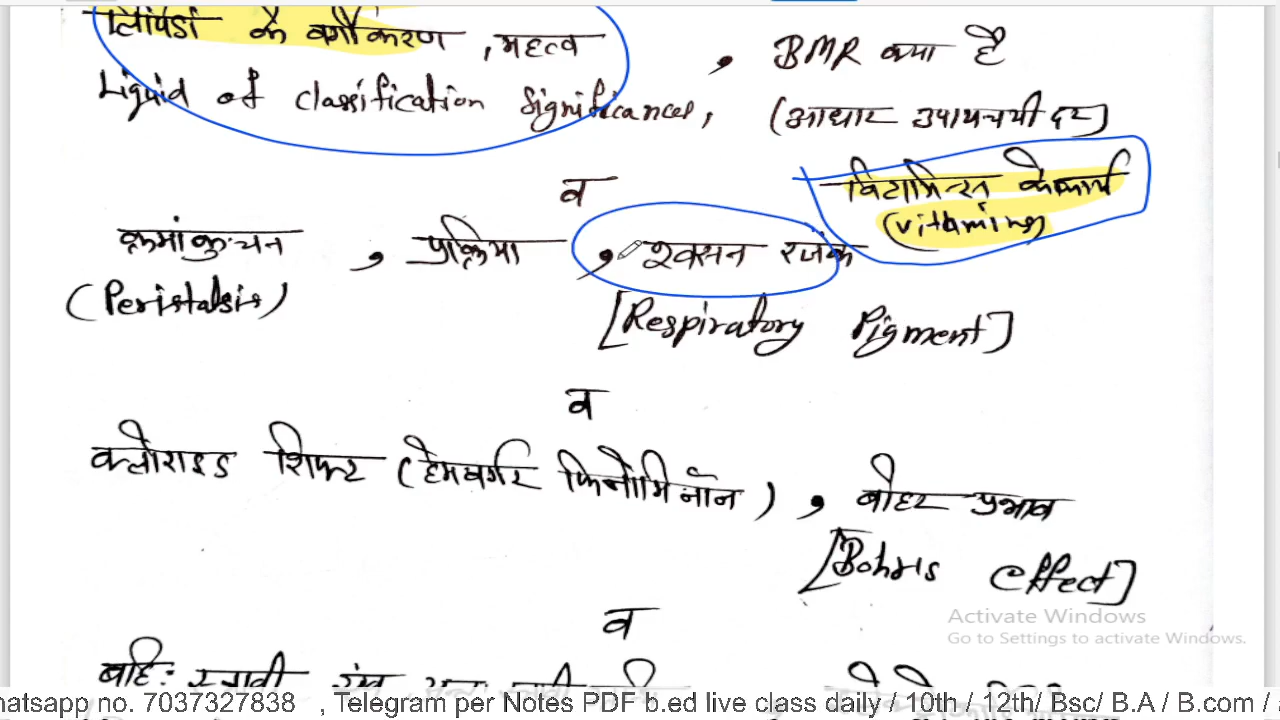 लिपिडों के वर्गीकरण , महत्व , BMR क्या है
Liquid of classification significances, (आधार उपापचयी दर)
व विटामिन्स के कार्य
(vitamins)
क्रमांकुचन , प्रक्रिया , श्वसन रंजक
(Peristalsis) [Respiratory Pigment]
व
क्लोराइड शिफ्ट (हेमबर्गर फिनोमिनॉन) , बोहर प्रभाव
[Bohr's effect]
व
Activate Windows
Go to Settings to activate Windows.
बहि: स्त्रावी
hatsapp no. 7037327838 , Telegram per Notes PDF b.ed live class daily / 10th / 12th/ Bsc/ B.A / B.com /